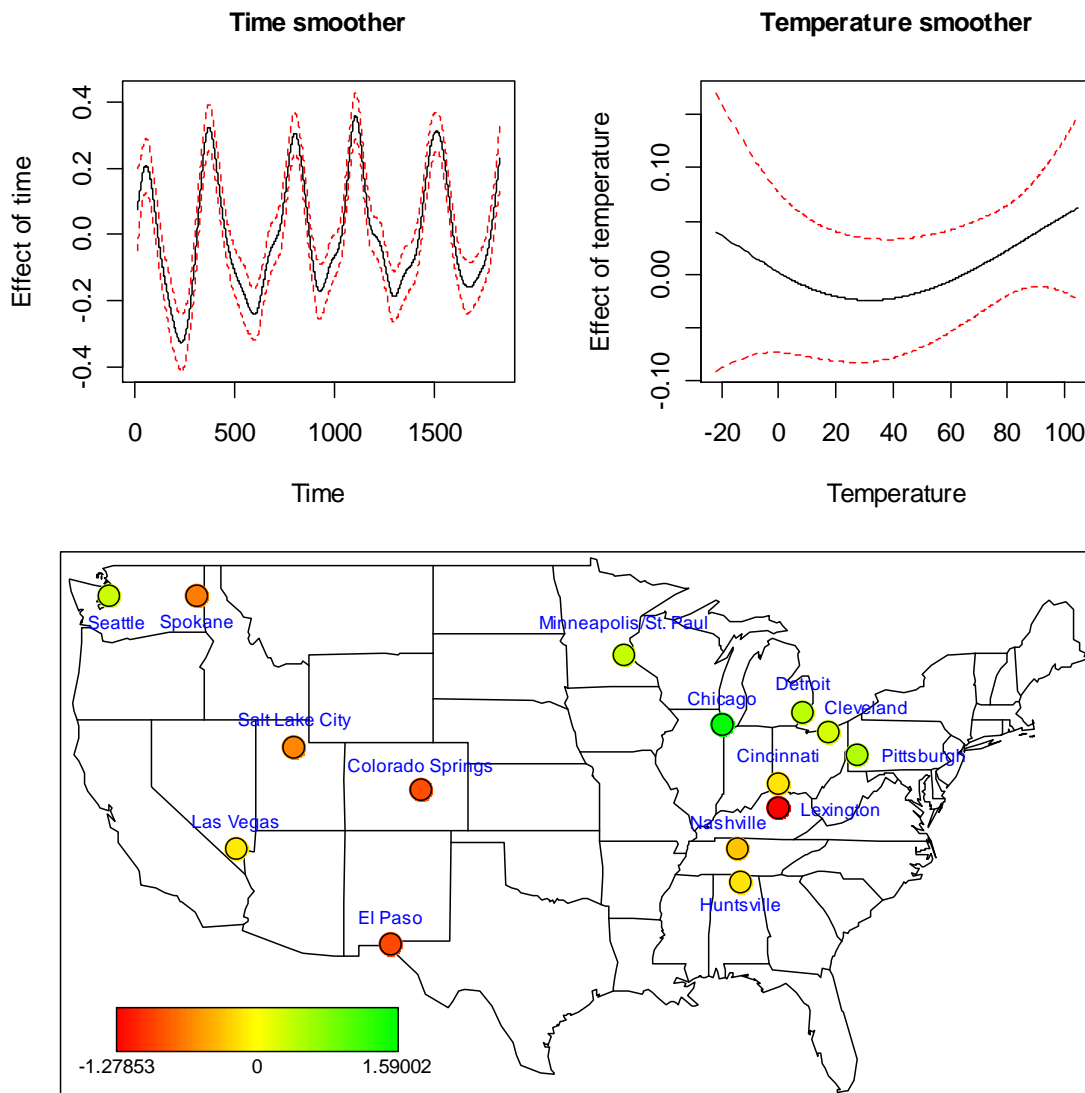 Time smoother
Temperature smoother
Effect of time
0.4
0.2
0.0
-0.2
-0.4
0 500 1000 1500
Time
Effect of temperature
0.10
0.00
-0.10
-20 0 20 40 60 80 100
Temperature
Seattle
Spokane
Minneapolis/St. Paul
Detroit
Chicago
Cleveland
Salt Lake City
Cincinnati
Pittsburgh
Colorado Springs
Lexington
Las Vegas
Nashville
Huntsville
El Paso
-1.27853 0 1.59002